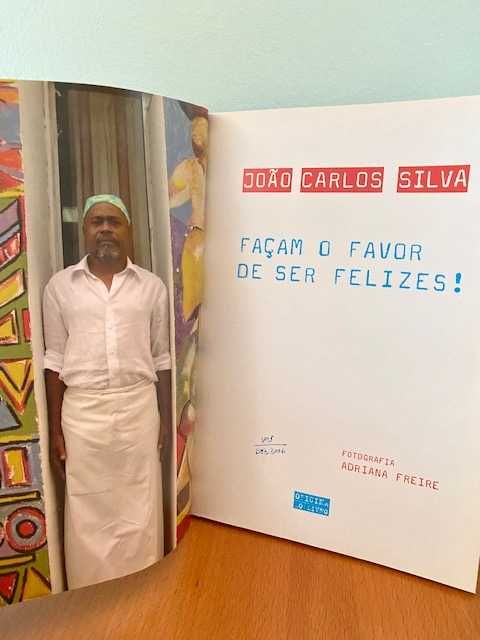 JOÃO CARLOS SILVA
FAÇAM O FAVOR
DE SER FELIZES!
FOTOGRAFIA
ADRIANA FREIRE
OFICINA
DO LIVRO